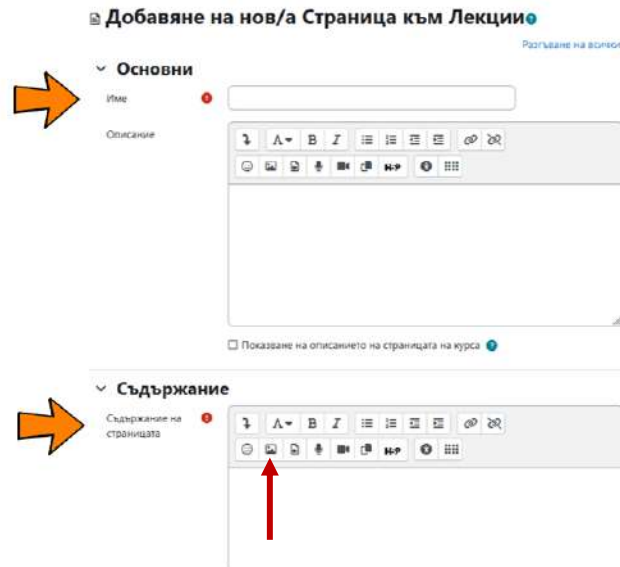 Добавяне на нов/а Страница към Лекции
Разгъване на всички
Основни
Име
Описание
A B I
H-P
Показване на описанието на страницата на курса
Съдържание
Съдържание на
страницата
A B I
H-P